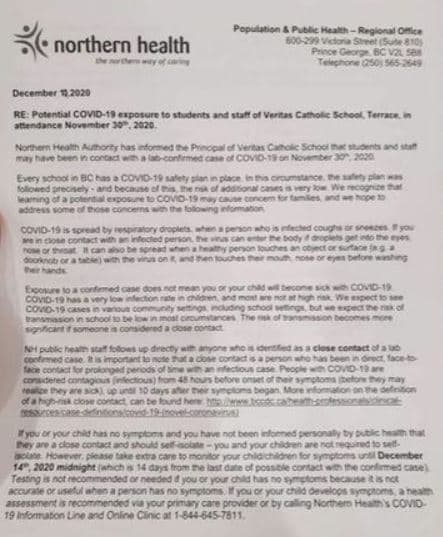 northern health
the northern way of caring
Population & Public Health – Regional Office
600-299 Victoria Street (Suite 810)
Prince George, BC V2L 5B8
Telephone (250) 565-2649
December 1, 2020
RE: Potential COVID-19 exposure to students and staff of Veritas Catholic School, Terrace, in
attendance November 30th, 2020.
Northern Health Authority has informed the Principal of Veritas Catholic School that students and staff
may have been in contact with a lab-confirmed case of COVID-19 on November 30th, 2020.
Every school in BC has a COVID-19 safety plan in place. In this circumstance, the safety plan was
followed precisely - and because of this, the risk of additional cases is very low. We recognize that
learning of a potential exposure to COVID-19 may cause concern for families, and we hope to
address some of those concerns with the following information.
COVID-19 is spread by respiratory droplets, when a person who is infected coughs or sneezes. If you
are in close contact with an infected person, the virus can enter the body if droplets get into the eyes,
nose or throat. It can also be spread when a healthy person touches an object or surface (e.g. a
doorknob or a table) with the virus on it, and then touches their mouth, nose or eyes before washing
their hands.
Exposure to a confirmed case does not mean you or your child will become sick with COVID-19.
COVID-19 has a very low infection rate in children, and most are not at high risk. We expect to see
COVID-19 cases in various community settings, including school settings, but we expect the risk of
transmission in school to be low in most circumstances. The risk of transmission becomes more
significant if someone is considered a close contact.
NH public health staff follows up directly with anyone who is identified as a close contact of a lab
confirmed case. It is important to note that a close contact is a person who has been in direct, face-to-
face contact for prolonged periods of time with an infectious case. People with COVID-19 are
considered contagious (infectious) from 48 hours before onset of their symptoms (before they may
realize they are sick), up until 10 days after their symptoms began. More information on the definition
of a high-risk close contact, can be found here: http://www.bccdc.ca/health-professionals/clinical-
resources/case-definitions/covid-19-(novel-coronavirus)
If you or your child has no symptoms and you have not been informed personally by public health that
they are a close contact and should self-isolate – you and your children are not required to self-
isolate. However, please take extra care to monitor your child/children for symptoms until December
14th, 2020 midnight (which is 14 days from the last date of possible contact with the confirmed case).
Testing is not recommended or needed if you or your child has no symptoms because it is not
accurate or useful when a person has no symptoms. If you or your child develops symptoms, a health
assessment is recommended via your primary care provider or by calling Northern Health's COVID-
19 Information Line and Online Clinic at 1-844-645-7811.